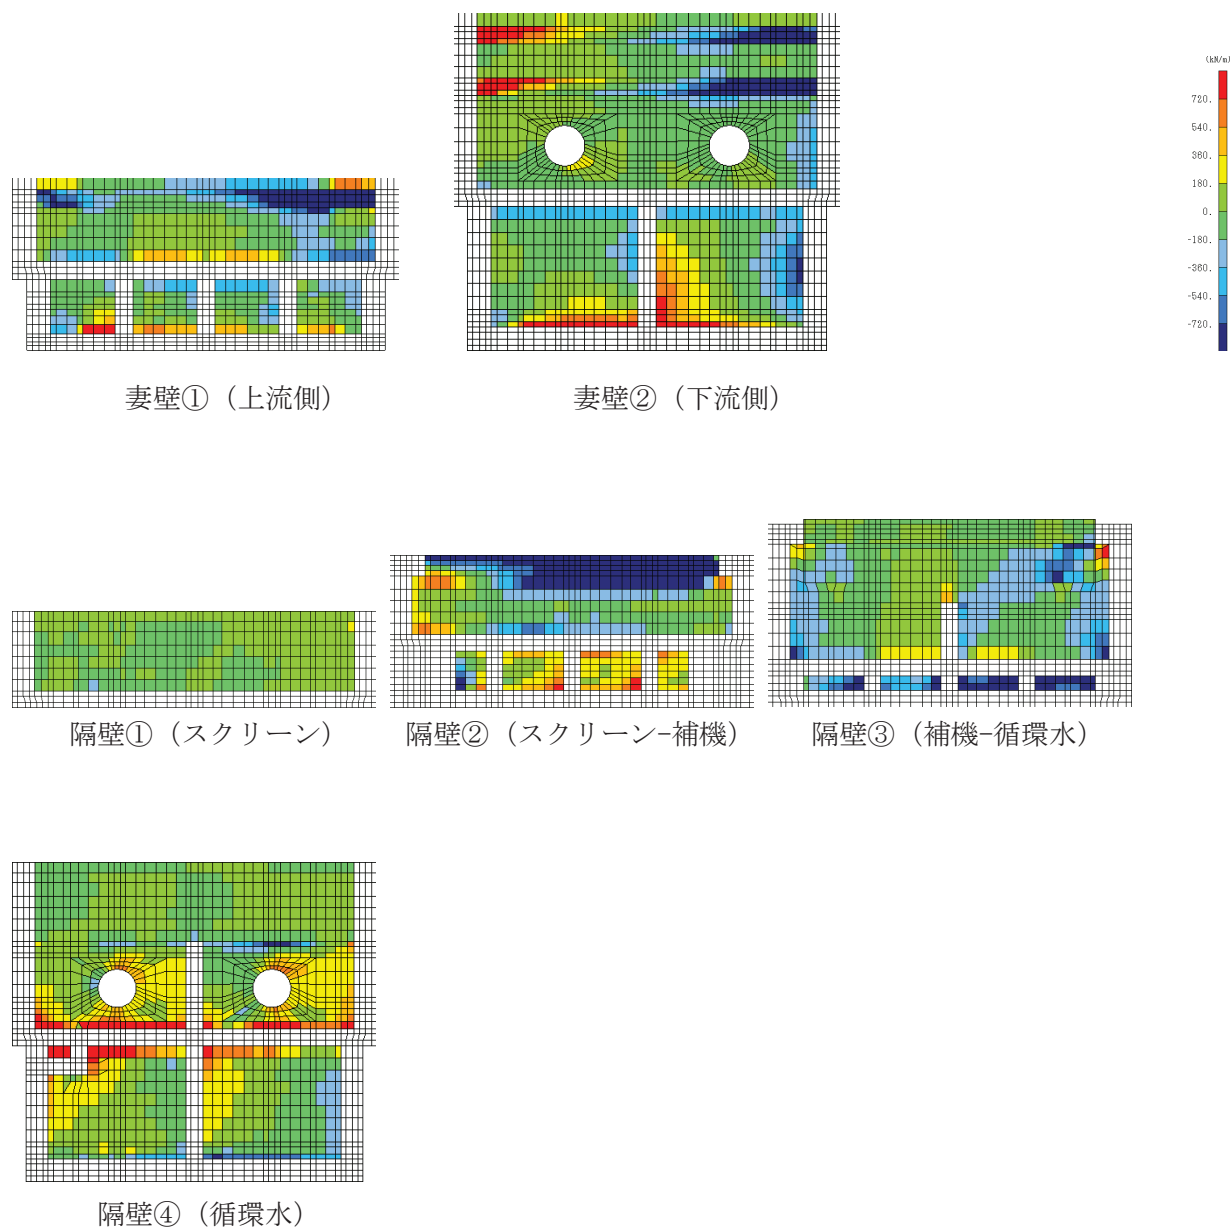 (kN/m)
720.
540.
360.
180.
0.
-180.
-360.
-540.
-720.
妻壁①（上流側）
妻壁②（下流側）
隔壁①（スクリーン）
隔壁②（スクリーン-補機）
隔壁③（補機-循環水）
隔壁④（循環水）